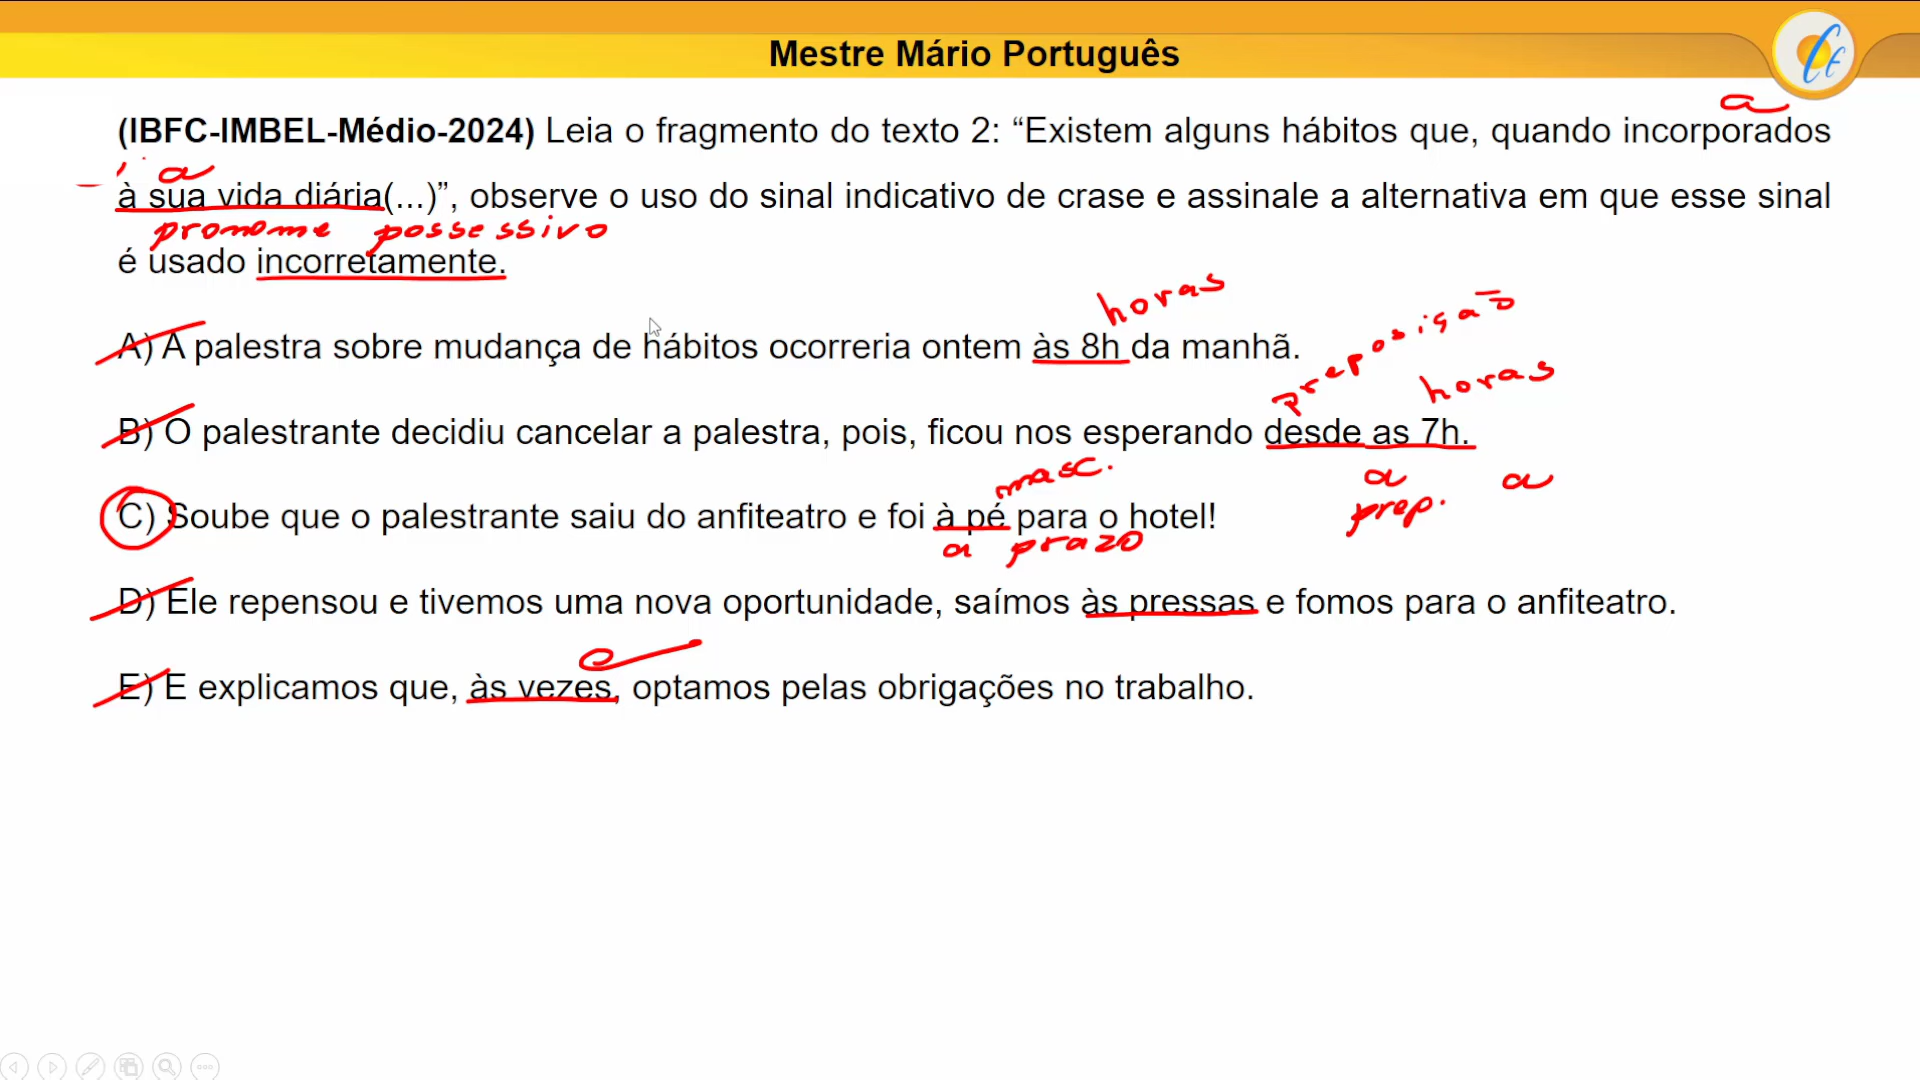 Mestre Mário Português
a
(IBFC-IMBEL-Médio-2024) Leia o fragmento do texto 2: “Existem alguns hábitos que, quando incorporados
a
à sua vida diária(...)”, observe o uso do sinal indicativo de crase e assinale a alternativa em que esse sinal
pronome possessivo
é usado incorretamente.
horas
A) A palestra sobre mudança de hábitos ocorreria ontem às 8h da manhã.
preposição
horas
B) O palestrante decidiu cancelar a palestra, pois, ficou nos esperando desde as 7h.
masc.
a a
prep.
C) Soube que o palestrante saiu do anfiteatro e foi à pé para o hotel!
a prazo
D) Ele repensou e tivemos uma nova oportunidade, saímos às pressas e fomos para o anfiteatro.
E) E explicamos que, às vezes, optamos pelas obrigações no trabalho.